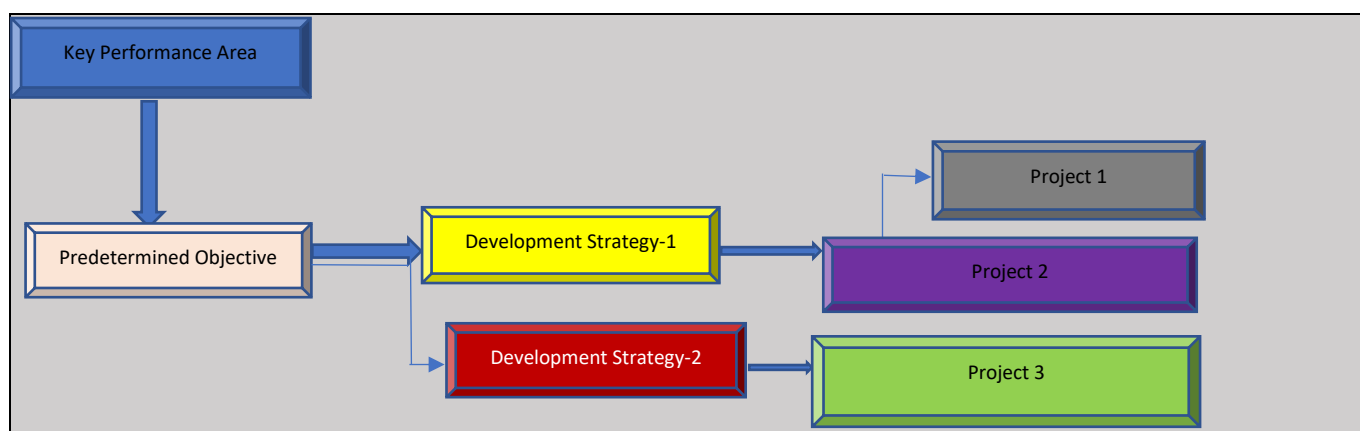 Key Performance Area
Project 1
Predetermined Objective
Development Strategy-1
Project 2
Development Strategy-2
Project 3